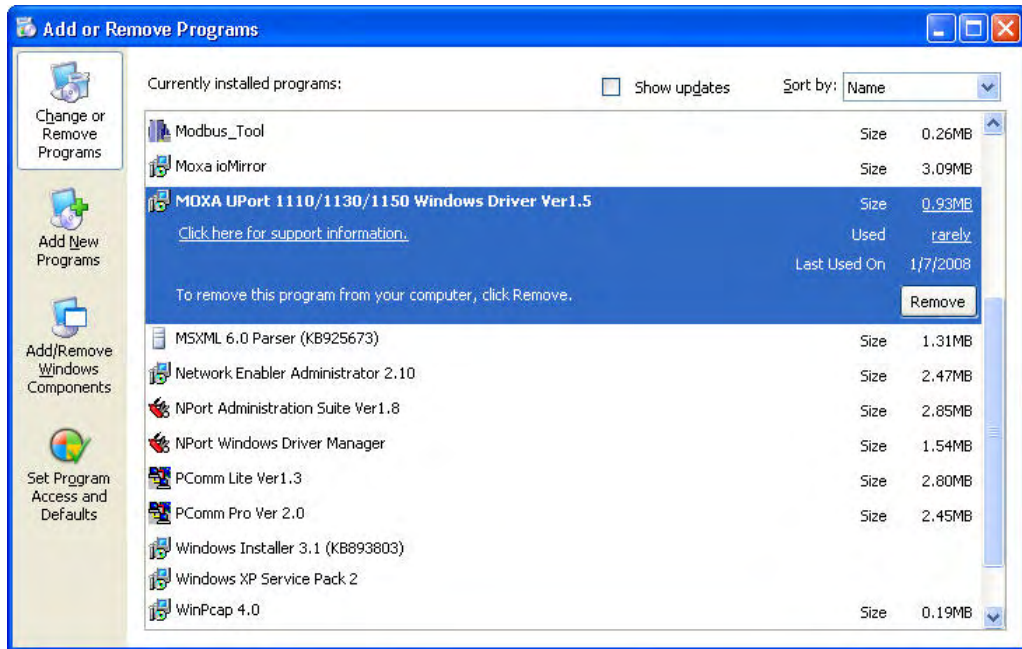 Add or Remove Programs
Change or
Remove
Programs
Add New
Programs
Add/Remove
Windows
Components
Set Program
Access and
Defaults
Currently installed programs: Show updates Sort by: Name
Modbus_Tool Size 0.26MB
Moxa ioMirror Size 3.09MB
MOXA UPort 1110/1130/1150 Windows Driver Ver1.5 Size 0.93MB
Click here for support information. Used rarely
Last Used On 1/7/2008
To remove this program from your computer, click Remove. Remove
MSXML 6.0 Parser (KB925673) Size 1.31MB
Network Enabler Administrator 2.10 Size 2.47MB
NPort Administration Suite Ver1.8 Size 2.85MB
NPort Windows Driver Manager Size 1.54MB
PComm Lite Ver1.3 Size 2.80MB
PComm Pro Ver 2.0 Size 2.45MB
Windows Installer 3.1 (KB893803)
Windows XP Service Pack 2
WinPcap 4.0 Size 0.19MB